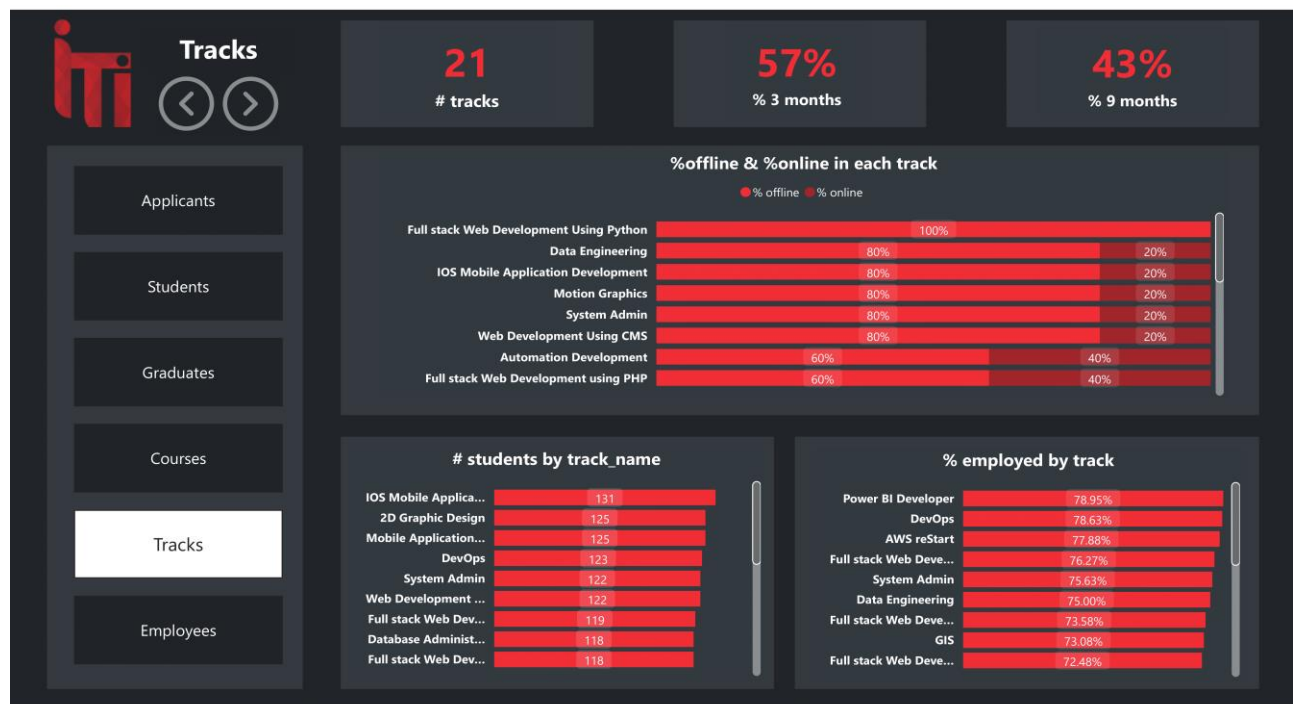 iTi
Tracks
21
# tracks
57%
% 3 months
43%
% 9 months
Applicants
Students
Graduates
Courses
Tracks
Employees
%offline & %online in each track
% offline % online
Full stack Web Development Using Python 100%
Data Engineering 80% 20%
IOS Mobile Application Development 80% 20%
Motion Graphics 80% 20%
System Admin 80% 20%
Web Development Using CMS 80% 20%
Automation Development 60% 40%
Full stack Web Development using PHP 60% 40%
# students by track_name
IOS Mobile Applica... 131
2D Graphic Design 125
Mobile Application... 125
DevOps 123
System Admin 122
Web Development ... 122
Full stack Web Dev... 119
Database Administ... 118
Full stack Web Dev... 118
% employed by track
Power BI Developer 78.95%
DevOps 78.63%
AWS reStart 77.88%
Full stack Web Deve... 76.27%
System Admin 75.63%
Data Engineering 75.00%
Full stack Web Deve... 73.58%
GIS 73.08%
Full stack Web Deve... 72.48%